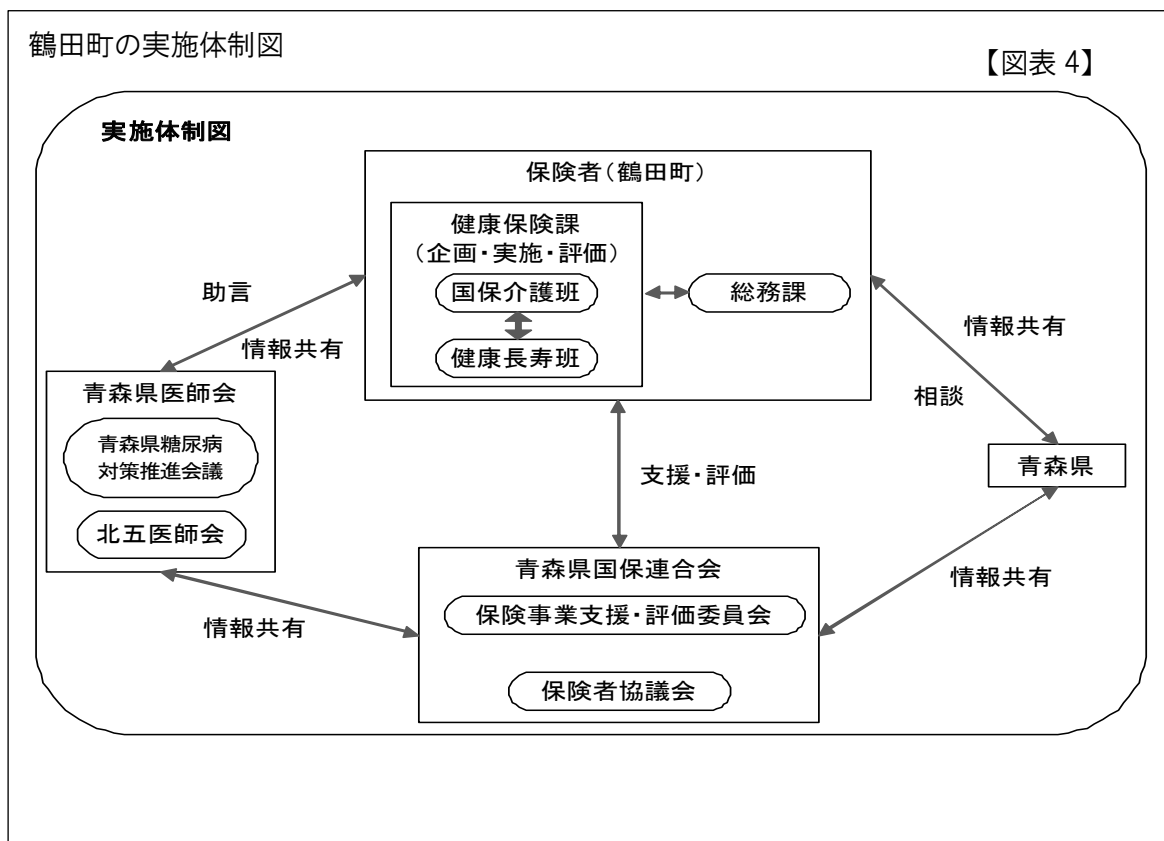 鶴田町の実施体制図
【図表 4】
実施体制図
保険者(鶴田町)
健康保険課
(企画・実施・評価)
国保介護班
総務課
健康長寿班
助言
情報共有
情報共有
相談
青森県医師会
青森県糖尿病
対策推進会議
北五医師会
支援・評価
青森県
青森県国保連合会
保険事業支援・評価委員会
保険者協議会
情報共有
情報共有